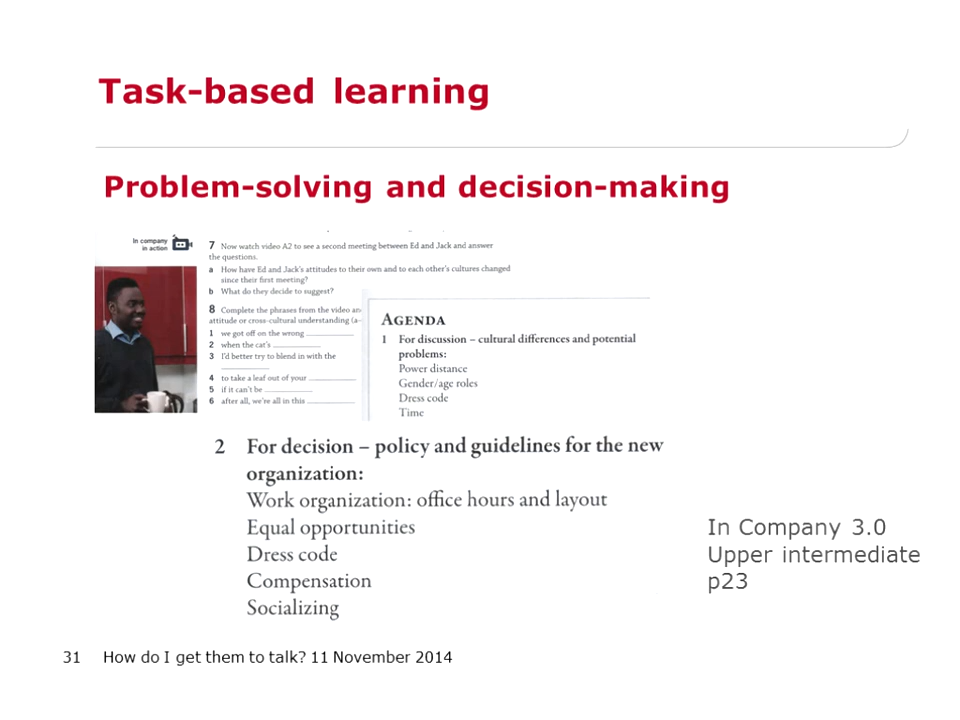 Task-based learning
Problem-solving and decision-making
In company
in action
7 Now watch video A2 to see a second meeting between Ed and Jack and answer
the questions.
a How have Ed and Jack's attitudes to their own and to each other's cultures changed
since their first meeting?
b What do they decide to suggest?
8 Complete the phrases from the video an
attitude or cross-cultural understanding (a–
1 we got off on the wrong
2 when the cat's
3 I'd better try to blend in with the
4 to take a leaf out of your
5 if it can't be
6 after all, we're all in this
AGENDA
1 For discussion – cultural differences and potential
problems:
Power distance
Gender/age roles
Dress code
Time
2 For decision – policy and guidelines for the new
organization:
Work organization: office hours and layout
Equal opportunities
Dress code
Compensation
Socializing
In Company 3.0
Upper intermediate
p23
31 How do I get them to talk? 11 November 2014